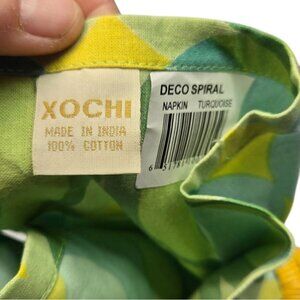 XOCHI
MADE IN INDIA
100% COTTON
DECO SPIRAL
NAPKIN TURQUOISE